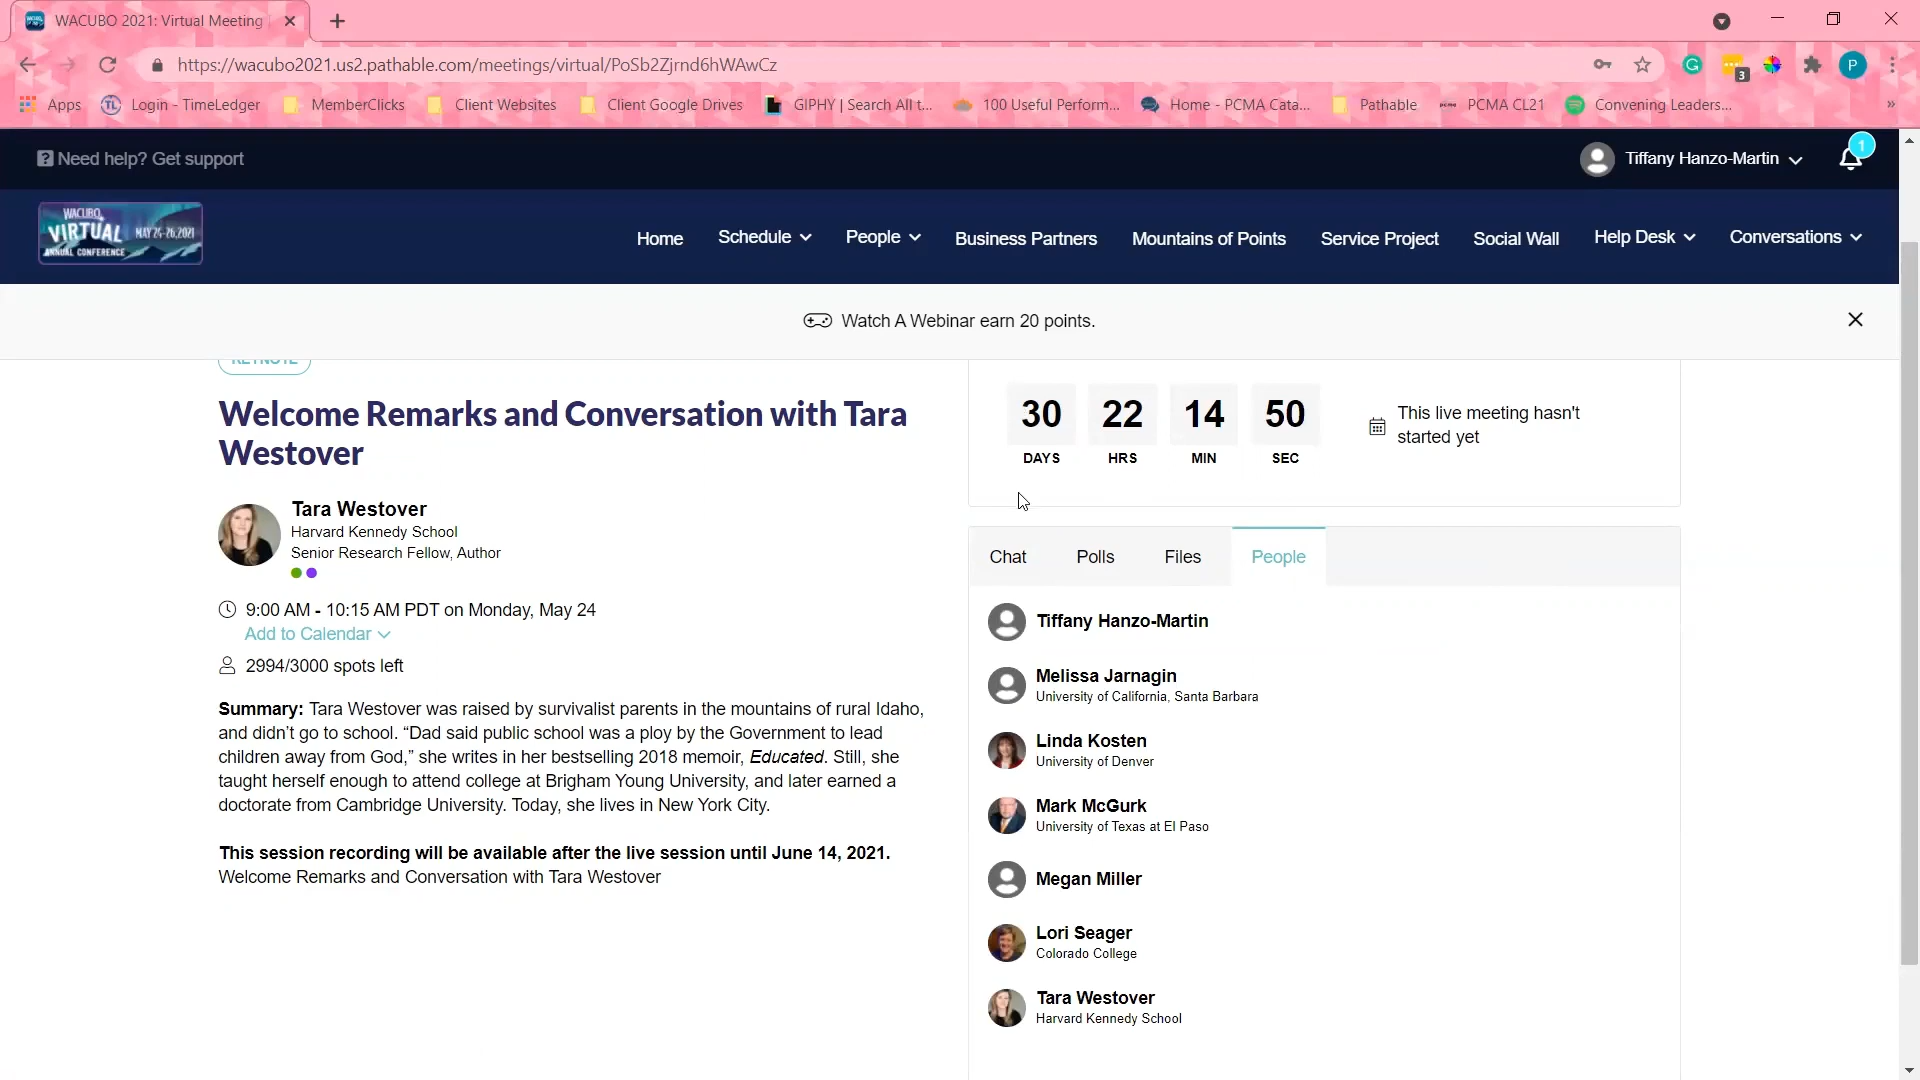 WACUBO 2021: Virtual Meeting
https://wacubo2021.us2.pathable.com/meetings/virtual/PoSb2Zjrnd6hWAwCz
3
P
Apps
Login - TimeLedger
MemberClicks
Client Websites
Client Google Drives
GIPHY | Search All t...
100 Useful Perform...
Home - PCMA Cata...
Pathable
PCMA CL21
Convening Leaders...
»
Need help? Get support
Tiffany Hanzo-Martin
1
WACUBO
VIRTUAL MAY 24-26, 2021
ANNUAL CONFERENCE
Home
Schedule
People
Business Partners
Mountains of Points
Service Project
Social Wall
Help Desk
Conversations
Watch A Webinar earn 20 points.
KEYNOTE
Welcome Remarks and Conversation with Tara
Westover
Tara Westover
Harvard Kennedy School
Senior Research Fellow, Author
9:00 AM - 10:15 AM PDT on Monday, May 24
Add to Calendar
2994/3000 spots left
Summary: Tara Westover was raised by survivalist parents in the mountains of rural Idaho,
and didn’t go to school. “Dad said public school was a ploy by the Government to lead
children away from God,” she writes in her bestselling 2018 memoir, Educated. Still, she
taught herself enough to attend college at Brigham Young University, and later earned a
doctorate from Cambridge University. Today, she lives in New York City.
This session recording will be available after the live session until June 14, 2021.
Welcome Remarks and Conversation with Tara Westover
30 22 14 50
DAYS HRS MIN SEC
This live meeting hasn't
started yet
Chat Polls Files People
Tiffany Hanzo-Martin
Melissa Jarnagin
University of California, Santa Barbara
Linda Kosten
University of Denver
Mark McGurk
University of Texas at El Paso
Megan Miller
Lori Seager
Colorado College
Tara Westover
Harvard Kennedy School